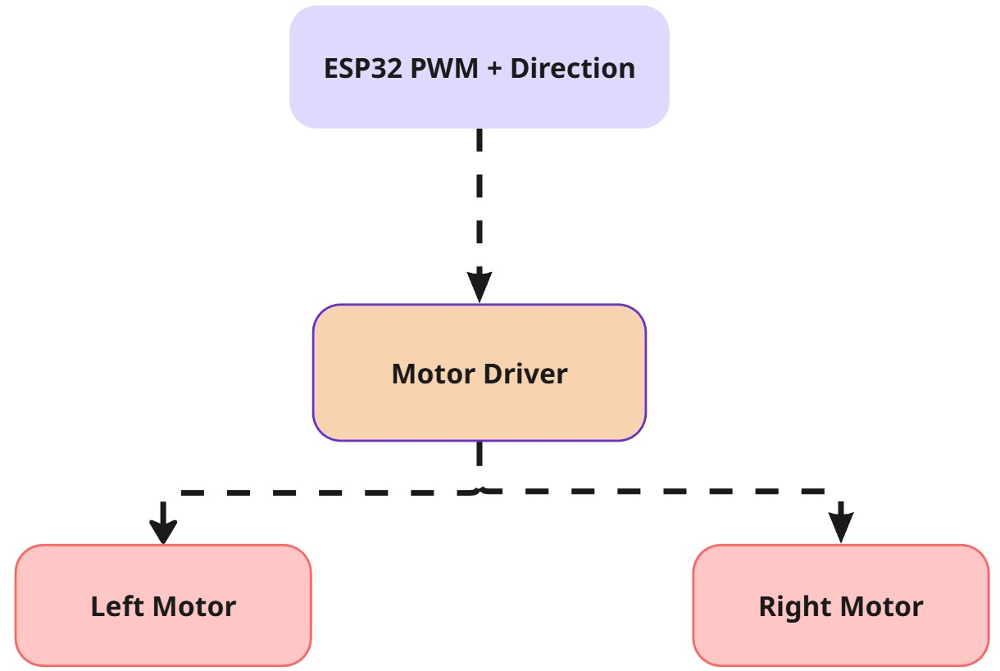 ESP32 PWM + Direction
Motor Driver
Left Motor
Right Motor